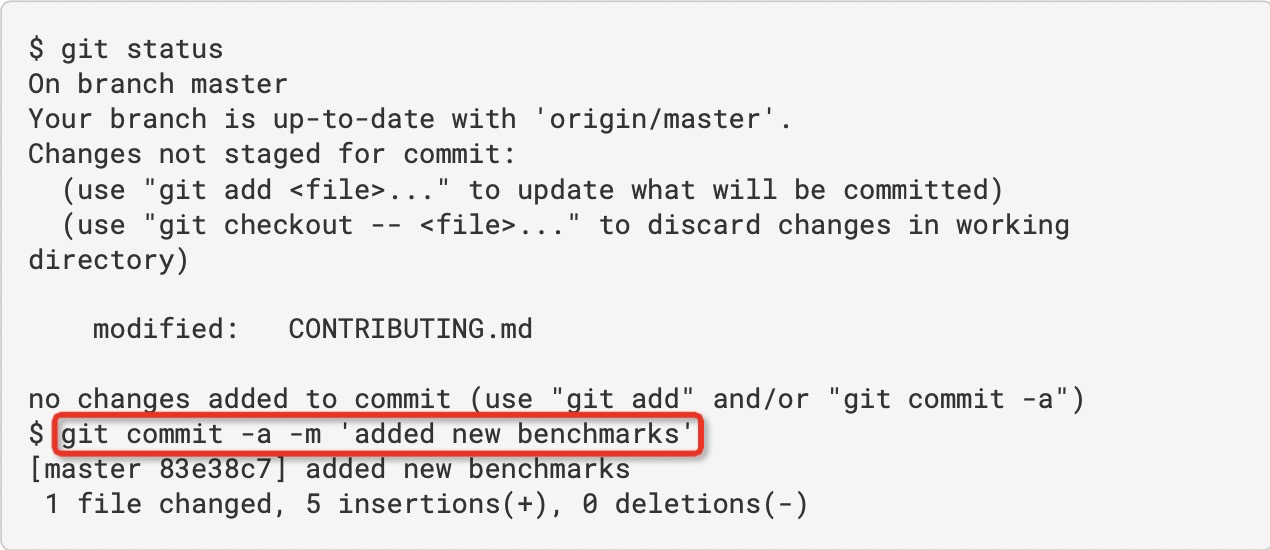 $ git status
On branch master
Your branch is up-to-date with 'origin/master'.
Changes not staged for commit:
  (use "git add <file>..." to update what will be committed)
  (use "git checkout -- <file>..." to discard changes in working
directory)

    modified:   CONTRIBUTING.md

no changes added to commit (use "git add" and/or "git commit -a")
$ git commit -a -m 'added new benchmarks'
[master 83e38c7] added new benchmarks
 1 file changed, 5 insertions(+), 0 deletions(-)